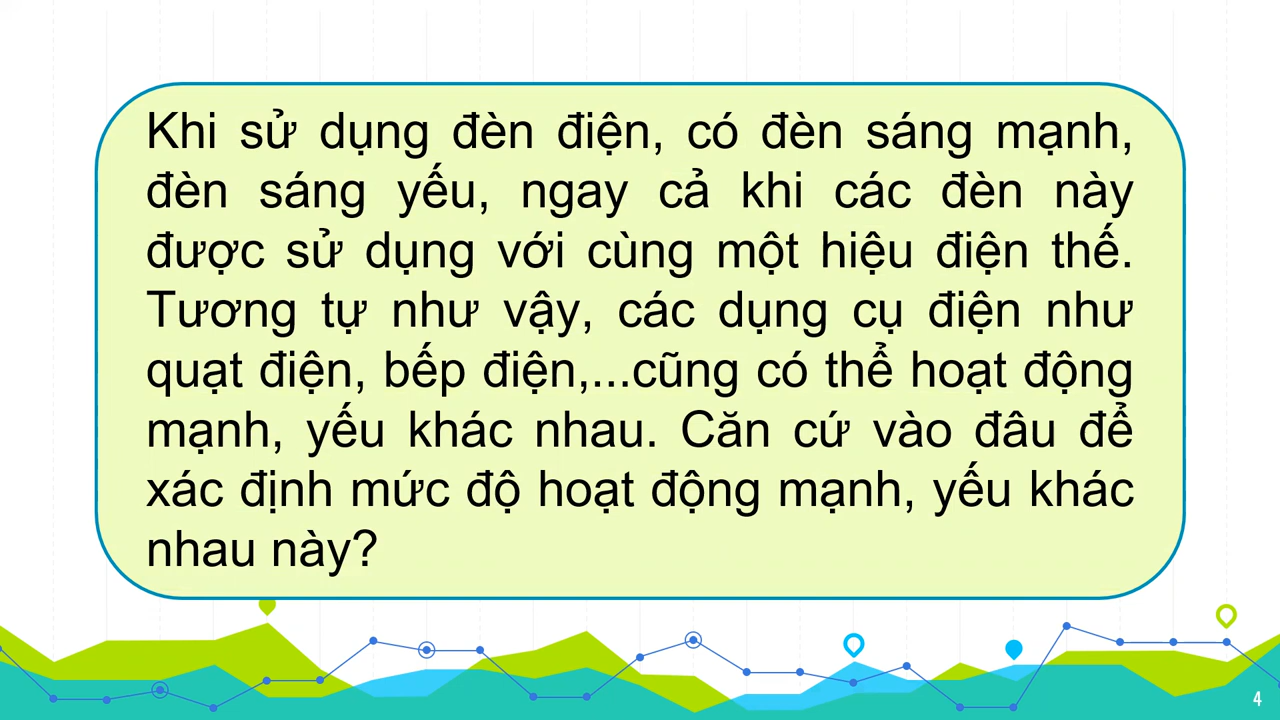 Khi sử dụng đèn điện, có đèn sáng mạnh,
đèn sáng yếu, ngay cả khi các đèn này
được sử dụng với cùng một hiệu điện thế.
Tương tự như vậy, các dụng cụ điện như
quạt điện, bếp điện,...cũng có thể hoạt động
mạnh, yếu khác nhau. Căn cứ vào đâu để
xác định mức độ hoạt động mạnh, yếu khác
nhau này?
4